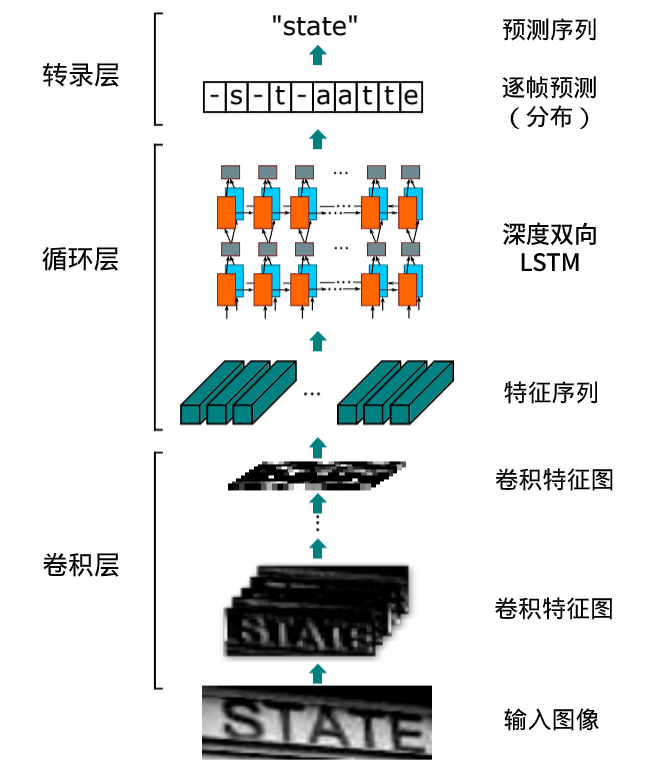 "state"
预测序列
转录层
- s - t - a a t t e
逐帧预测
（分布）
...
循环层
深度双向
LSTM
...
特征序列
卷积特征图
卷积层
STATE
卷积特征图
STATE
输入图像